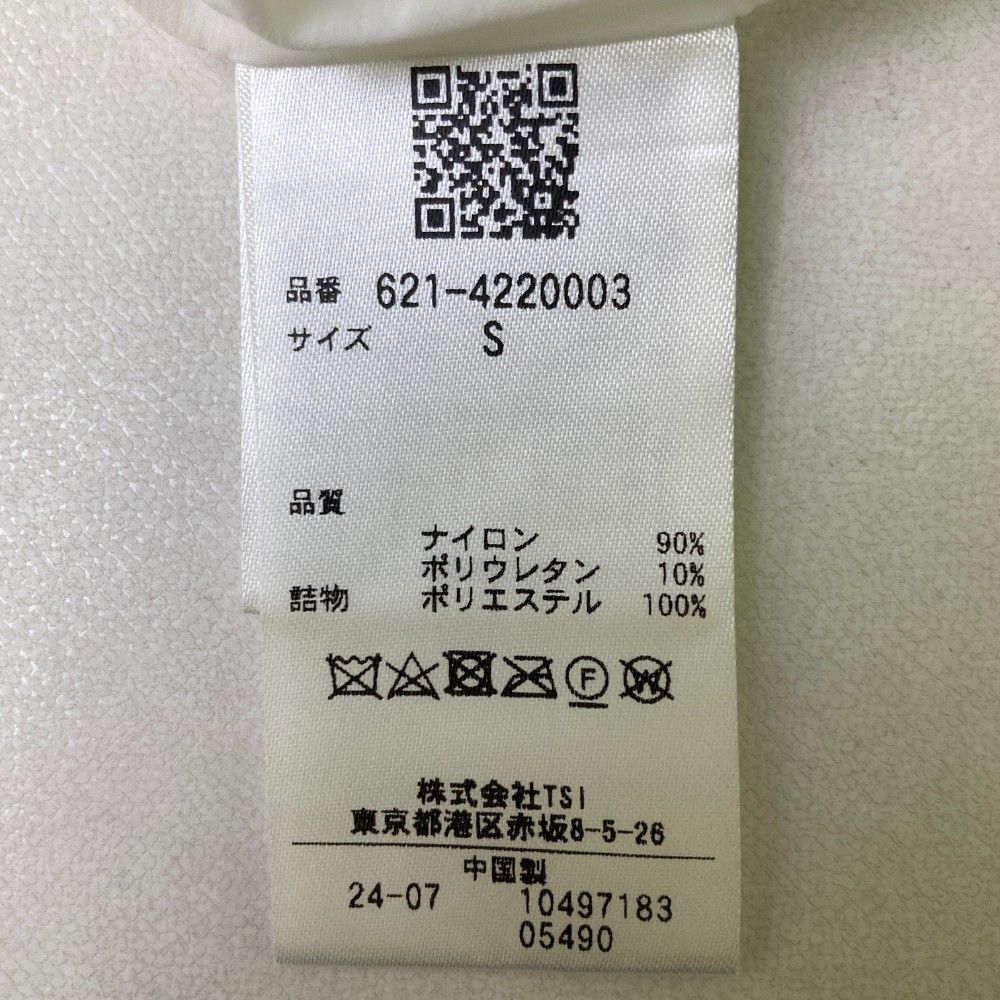 品番 621-4220003
サイズ S
品質
ナイロン 90%
ポリウレタン 10%
詰物 ポリエステル 100%
F
W
株式会社TSI
東京都港区赤坂8-5-26
中国製
24-07 10497183
05490